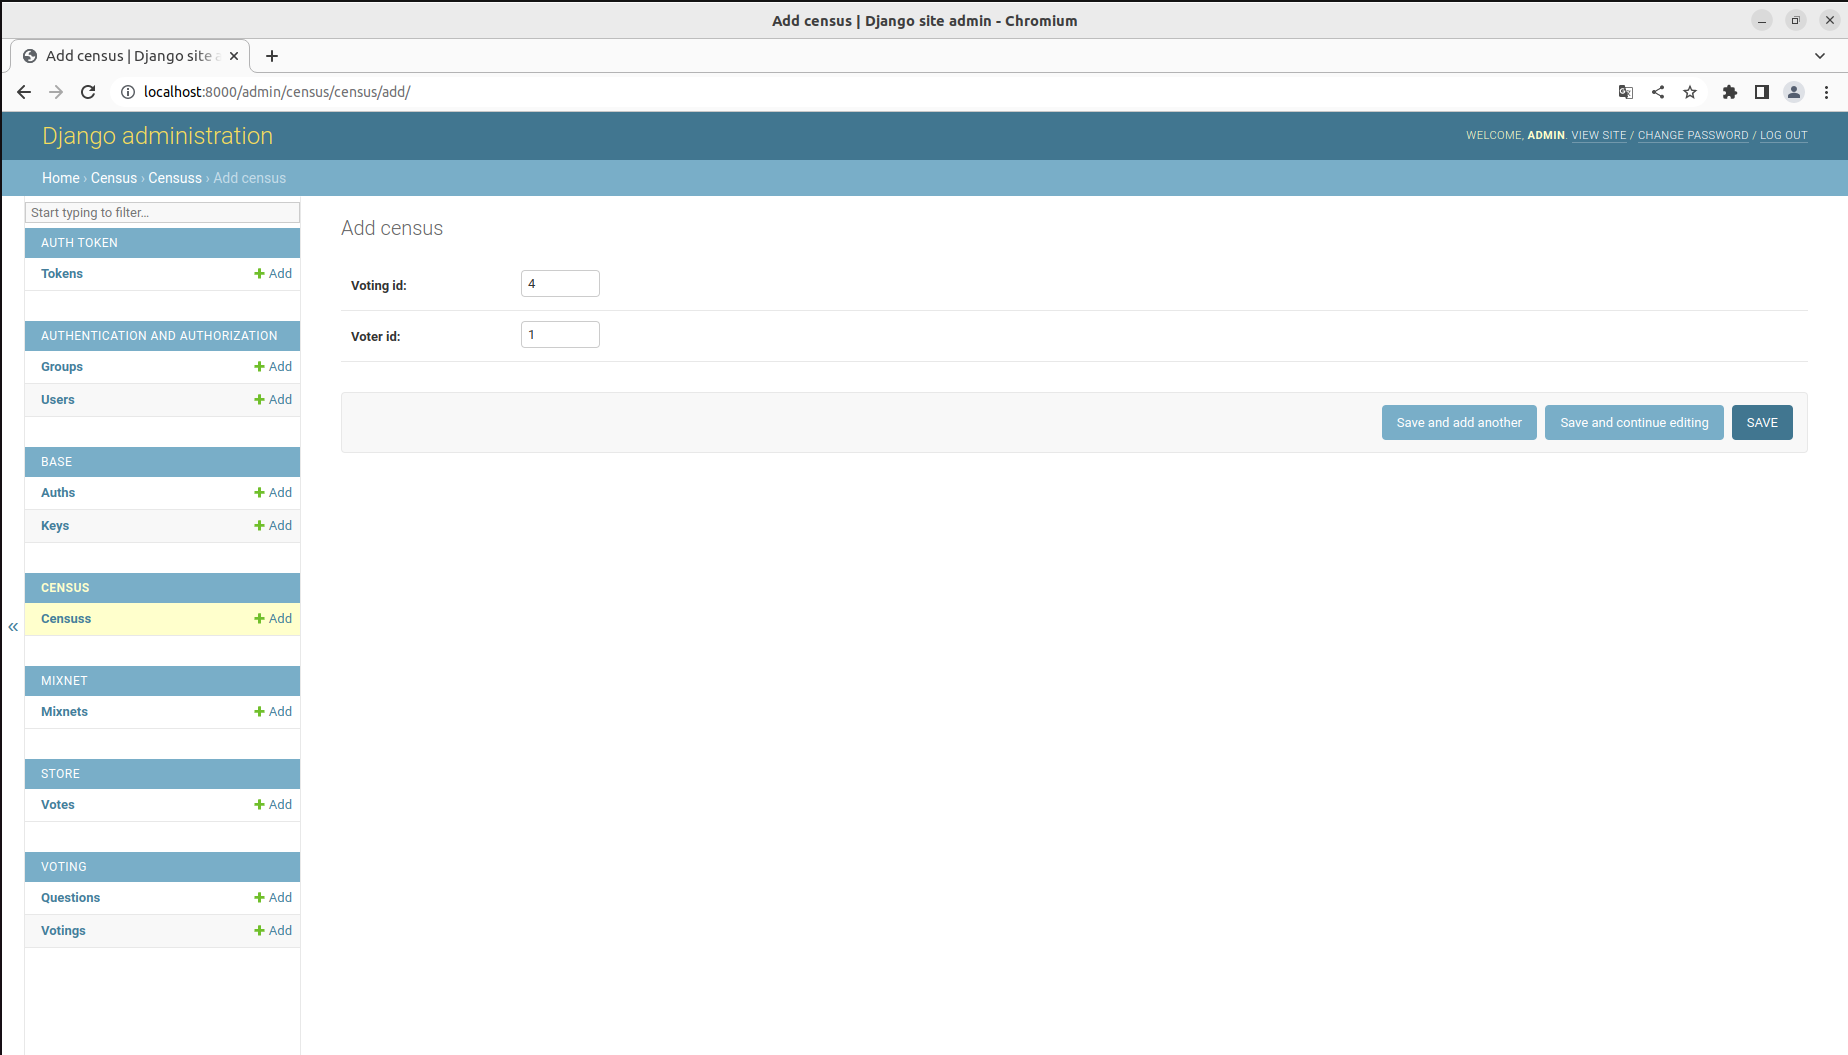 Add census | Django site admin - Chromium
Add census | Django site a
localhost:8000/admin/census/census/add/
Django administration
WELCOME, ADMIN. VIEW SITE / CHANGE PASSWORD / LOG OUT
Home › Census › Censuss › Add census
Start typing to filter...
AUTH TOKEN
Tokens Add
AUTHENTICATION AND AUTHORIZATION
Groups Add
Users Add
BASE
Auths Add
Keys Add
CENSUS
Censuss Add
«
MIXNET
Mixnets Add
STORE
Votes Add
VOTING
Questions Add
Votings Add
Add census
Voting id: 4
Voter id: 1
Save and add another Save and continue editing SAVE